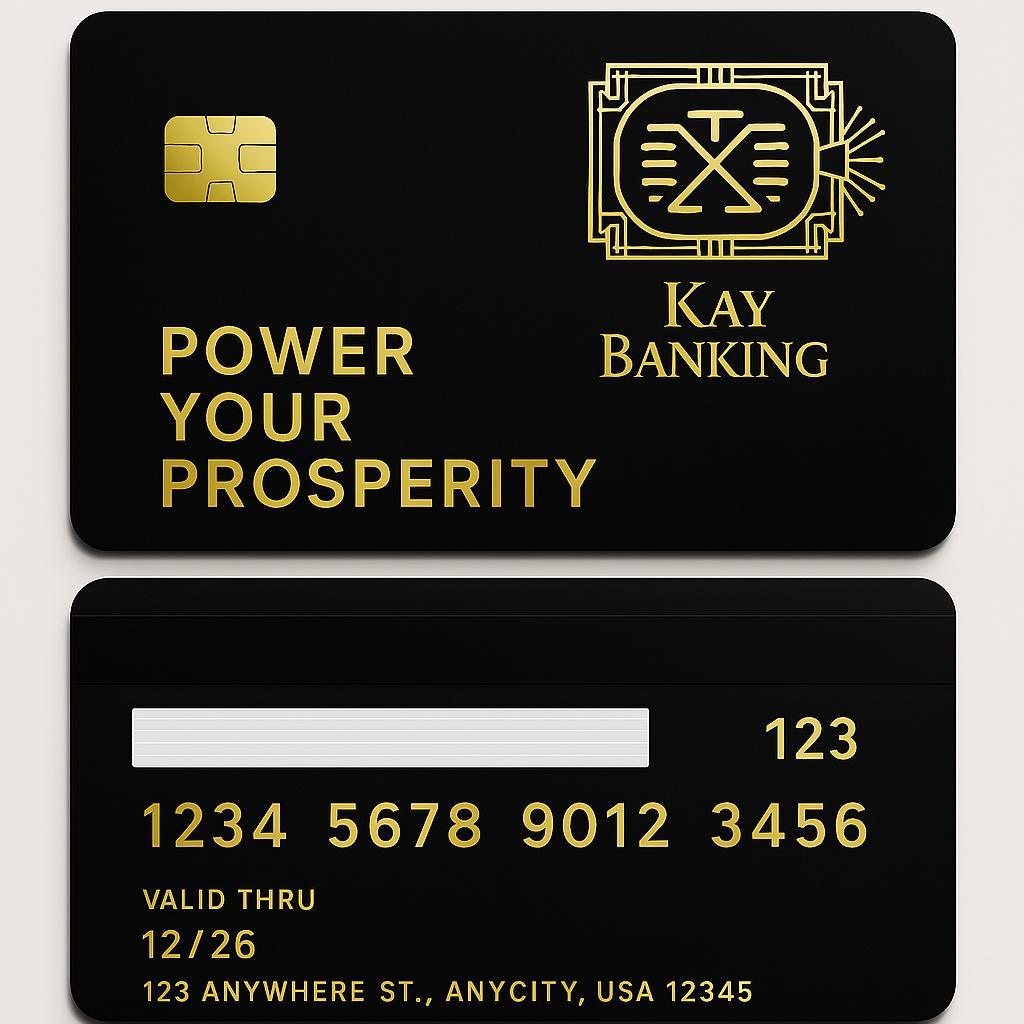 POWER
YOUR
PROSPERITY
KAY
BANKING
123
1234 5678 9012 3456
VALID THRU
12/26
123 ANYWHERE ST., ANYCITY, USA 12345